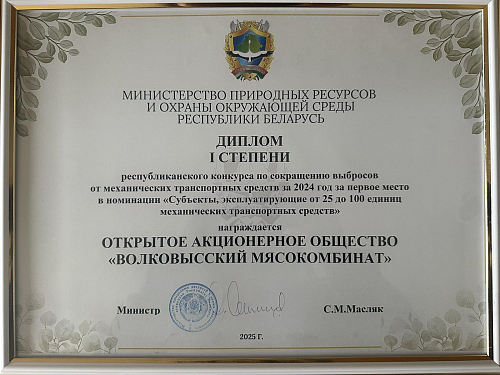 МИНИСТЕРСТВО ПРИРОДНЫХ РЕСУРСОВ
И ОХРАНЫ ОКРУЖАЮЩЕЙ СРЕДЫ
РЕСПУБЛИКИ БЕЛАРУСЬ
ДИПЛОМ
I СТЕПЕНИ
республиканского конкурса по сокращению выбросов
от механических транспортных средств за 2024 год за первое место
в номинации «Субъекты, эксплуатирующие от 25 до 100 единиц
механических транспортных средств»
награждается
ОТКРЫТОЕ АКЦИОНЕРНОЕ ОБЩЕСТВО
«ВОЛКОВЫССКИЙ МЯСОКОМБИНАТ»
Министр С.М.Масляк
2025 Г.